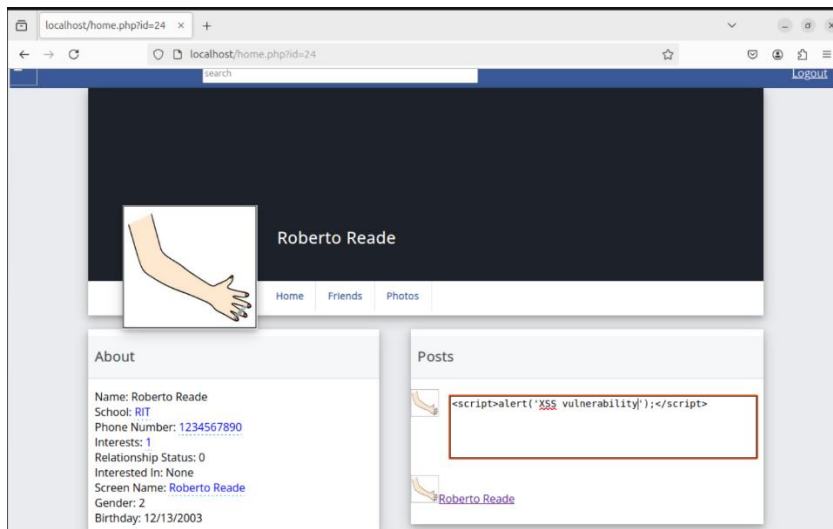 localhost/home.php?id=24
localhost/home.php?id=24
search
Logout
Roberto Reade
Home Friends Photos
About
Name: Roberto Reade
School: RIT
Phone Number: 1234567890
Interests: 1
Relationship Status: 0
Interested In: None
Screen Name: Roberto Reade
Gender: 2
Birthday: 12/13/2003
Posts
<script>alert('XSS vulnerability');</script>
Roberto Reade